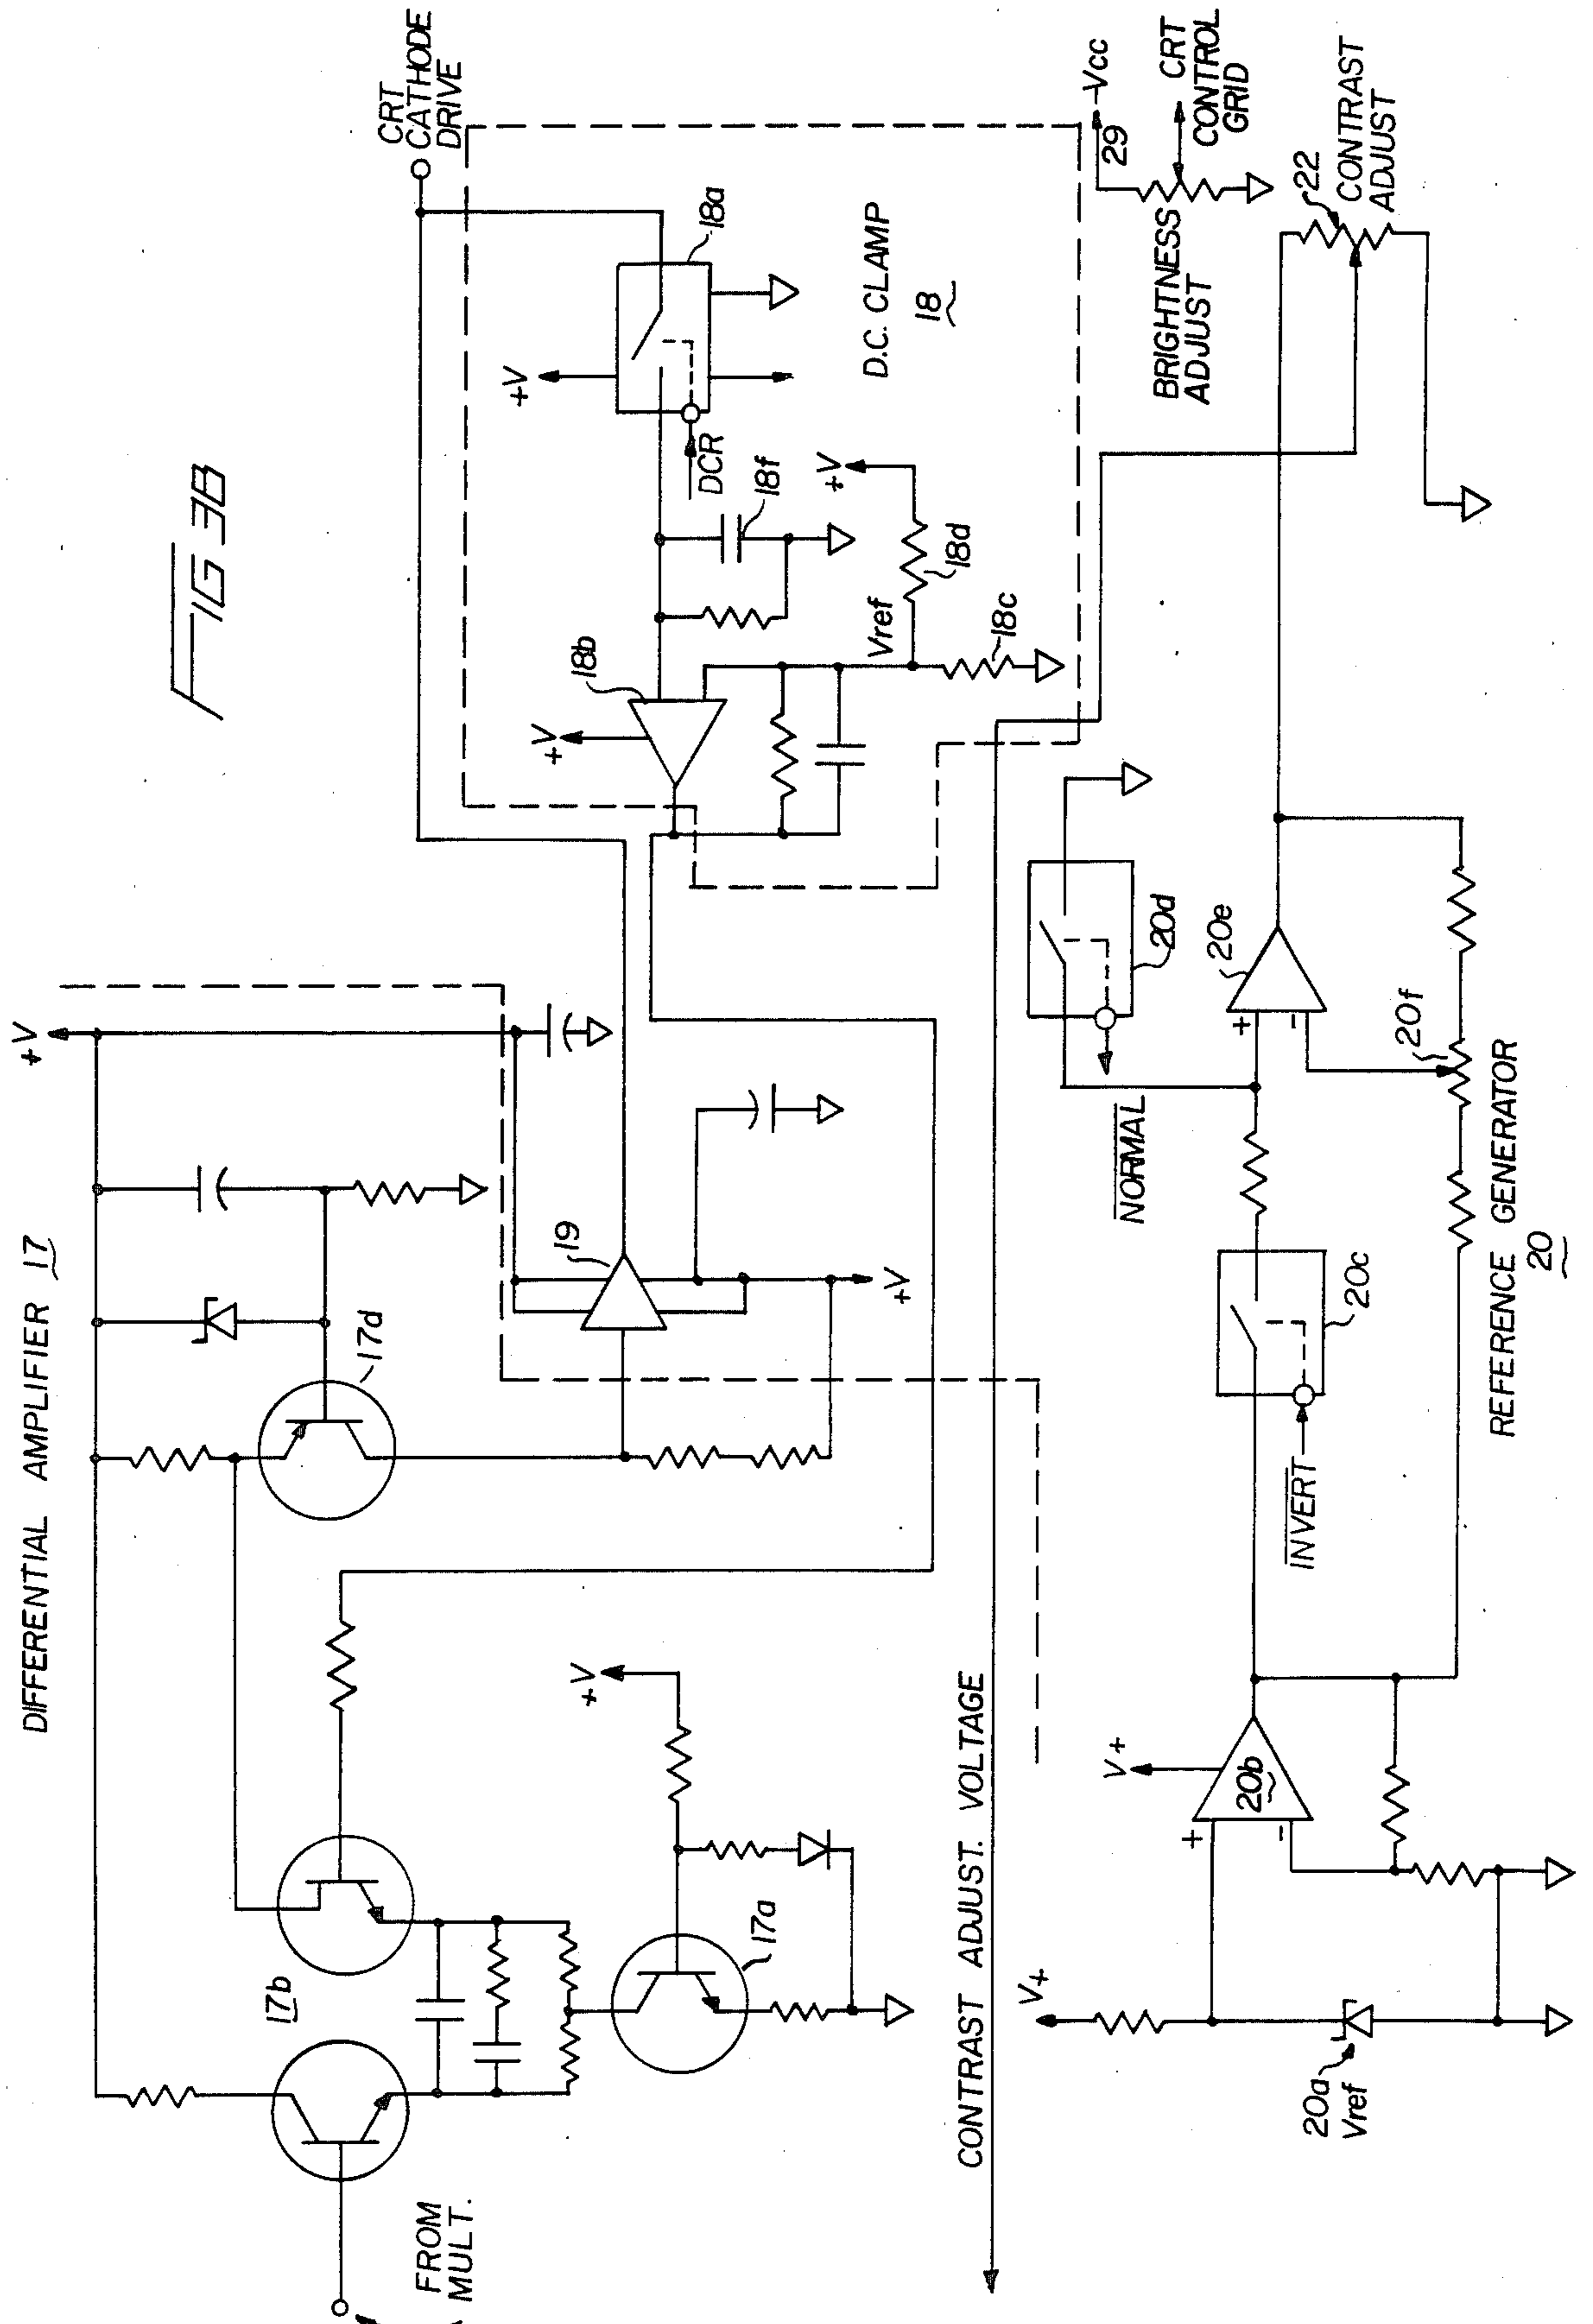 FIG 3B
DIFFERENTIAL AMPLIFIER 17
+V
17d
19
+V
17b
+V
17a
FROM
MULT.
CRT
CATHODE
DRIVE
18a
+V
DCR
18f
D.C. CLAMP
18
+V
18d
Vref
18c
18b
+V
-Vcc
29
CRT
CONTROL
GRID
BRIGHTNESS
ADJUST
22
CONTRAST
ADJUST
CONTRAST ADJUST. VOLTAGE
20d
NORMAL
20e
+
-
20f
20c
INVERT
V+
20b
+
-
V+
20a
Vref
REFERENCE GENERATOR
20